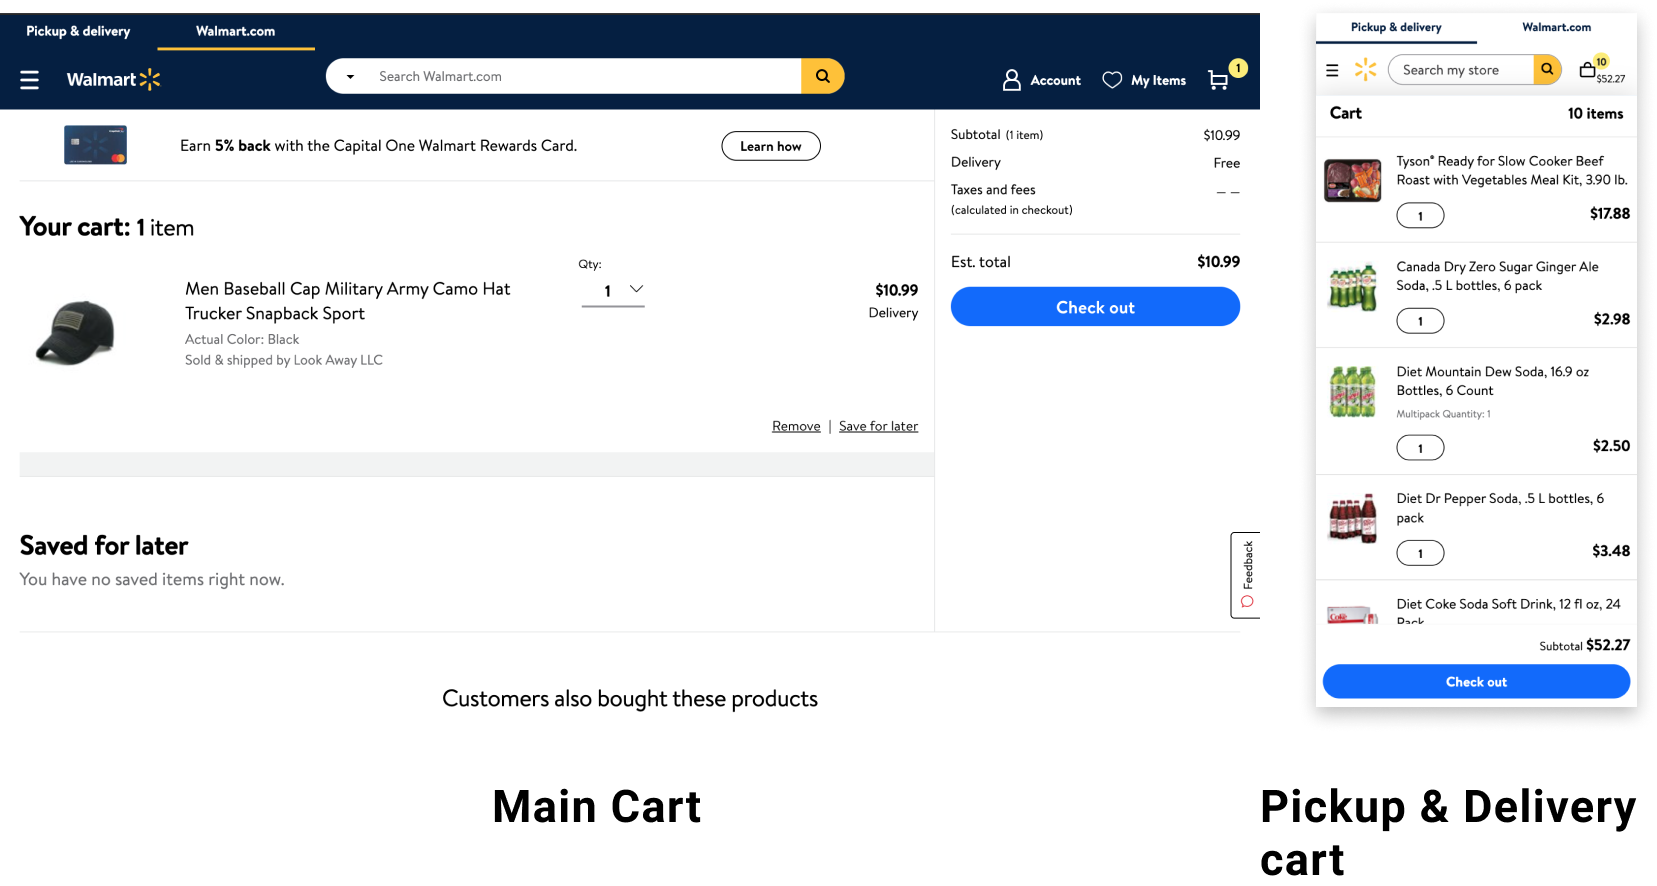 Pickup & delivery
Walmart.com
Walmart
Search Walmart.com
Account
My Items
1
Earn 5% back with the Capital One Walmart Rewards Card.
Learn how
Your cart: 1 item
Men Baseball Cap Military Army Camo Hat
Trucker Snapback Sport
Actual Color: Black
Sold & shipped by Look Away LLC
Qty:
1
$10.99
Delivery
Remove | Save for later
Saved for later
You have no saved items right now.
Customers also bought these products
Subtotal (1 item) $10.99
Delivery Free
Taxes and fees — —
(calculated in checkout)
Est. total $10.99
Check out
Feedback
Main Cart
Pickup & delivery
Walmart.com
Search my store
10
$52.27
Cart 10 items
Tyson® Ready for Slow Cooker Beef
Roast with Vegetables Meal Kit, 3.90 lb.
1 $17.88
Canada Dry Zero Sugar Ginger Ale
Soda, .5 L bottles, 6 pack
1 $2.98
Diet Mountain Dew Soda, 16.9 oz
Bottles, 6 Count
Multipack Quantity: 1
1 $2.50
Diet Dr Pepper Soda, .5 L bottles, 6
pack
1 $3.48
Coke
Diet Coke Soda Soft Drink, 12 fl oz, 24
Pack
Subtotal $52.27
Check out
Pickup & Delivery
cart